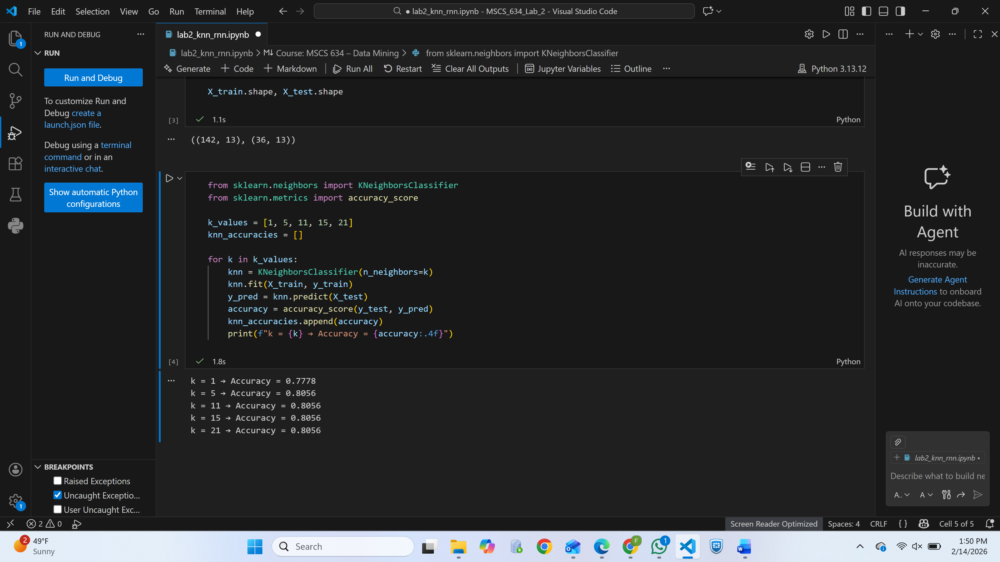 File Edit Selection View Go Run Terminal Help
● lab2_knn_rnn.ipynb - MSCS_634_Lab_2 - Visual Studio Code
1
RUN AND DEBUG
RUN
Run and Debug
To customize Run and
Debug create a
launch.json file.
Debug using a terminal
command or in an
interactive chat.
Show automatic Python
configurations
BREAKPOINTS
Raised Exceptions
Uncaught Exceptio...
User Uncaught Exc...
1
lab2_knn_rnn.ipynb
lab2_knn_rnn.ipynb > M↓ Course: MSCS 634 – Data Mining > from sklearn.neighbors import KNeighborsClassifier
Generate + Code + Markdown | Run All Restart Clear All Outputs | Jupyter Variables Outline ... Python 3.13.12
X_train.shape, X_test.shape
[3] ✓ 1.1s Python
((142, 13), (36, 13))
from sklearn.neighbors import KNeighborsClassifier
from sklearn.metrics import accuracy_score
k_values = [1, 5, 11, 15, 21]
knn_accuracies = []
for k in k_values:
    knn = KNeighborsClassifier(n_neighbors=k)
    knn.fit(X_train, y_train)
    y_pred = knn.predict(X_test)
    accuracy = accuracy_score(y_test, y_pred)
    knn_accuracies.append(accuracy)
    print(f"k = {k} → Accuracy = {accuracy:.4f}")
[4] ✓ 1.8s Python
k = 1 → Accuracy = 0.7778
k = 5 → Accuracy = 0.8056
k = 11 → Accuracy = 0.8056
k = 15 → Accuracy = 0.8056
k = 21 → Accuracy = 0.8056
Build with
Agent
AI responses may be
inaccurate.
Generate Agent
Instructions to onboard
AI onto your codebase.
+ lab2_knn_rnn.ipynb •
Describe what to build ne
A.. A
2 0
Screen Reader Optimized Spaces: 4 CRLF { } Cell 5 of 5
2 49°F
Sunny
Search
F
1
1:50 PM
2/14/2026